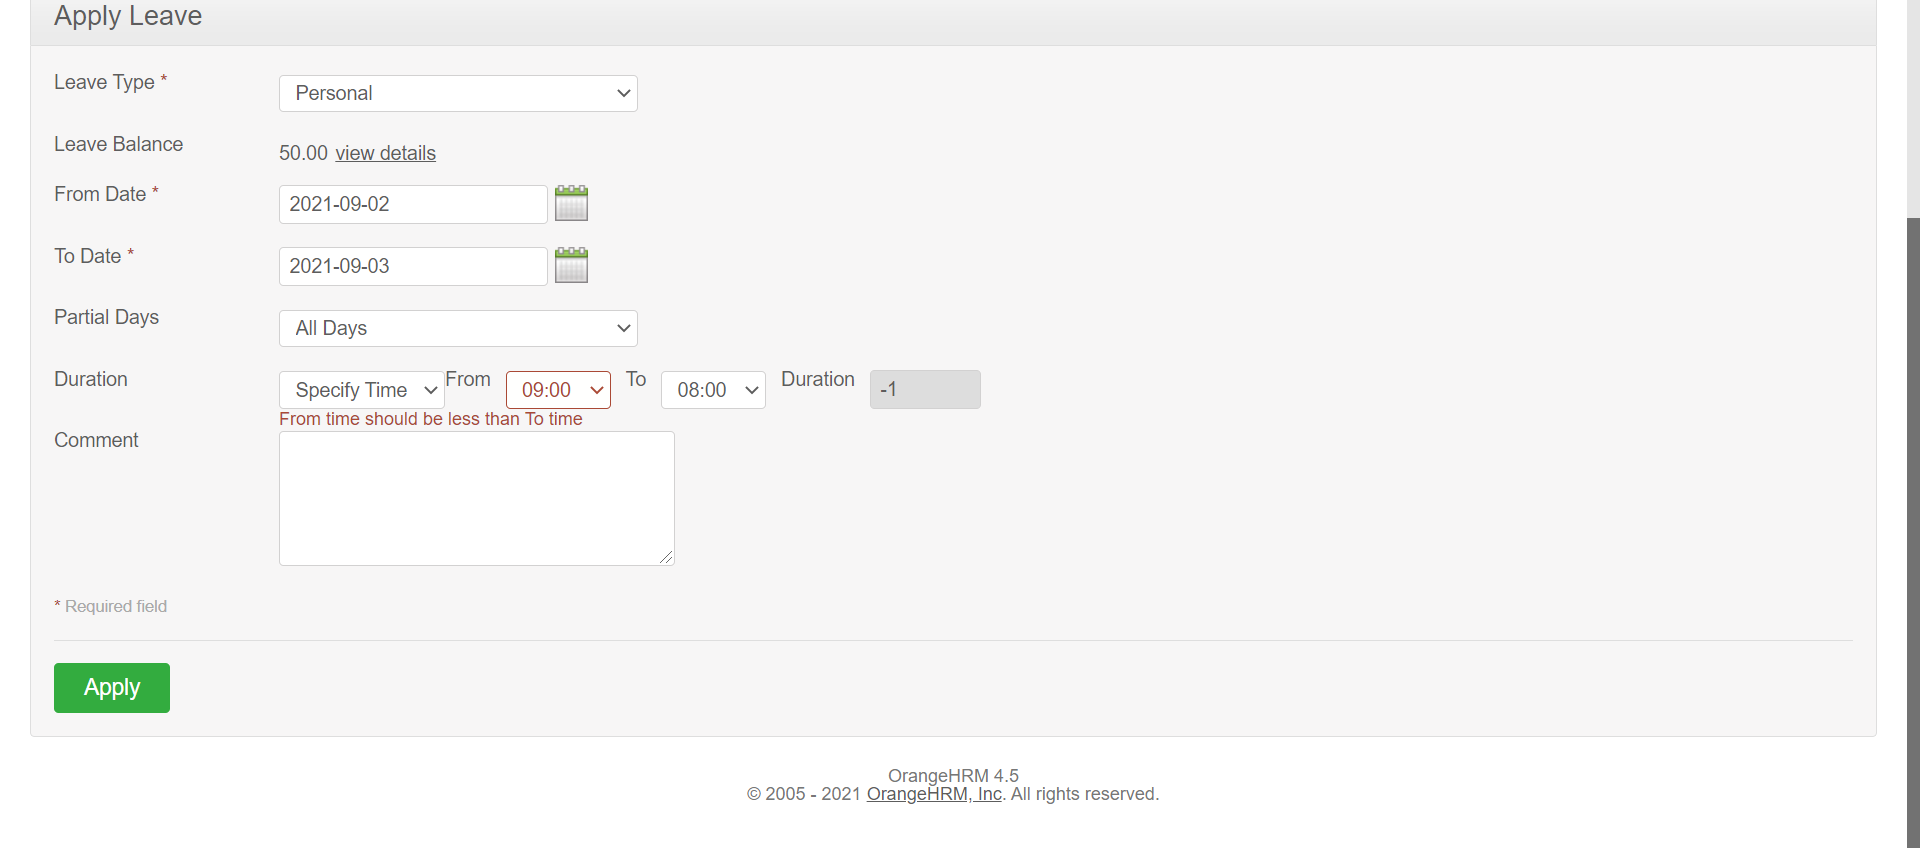 Apply Leave
Leave Type *
Personal
Leave Balance
50.00 view details
From Date *
2021-09-02
To Date *
2021-09-03
Partial Days
All Days
Duration
Specify Time From 09:00 To 08:00 Duration -1
From time should be less than To time
Comment
* Required field
Apply
OrangeHRM 4.5
© 2005 - 2021 OrangeHRM, Inc. All rights reserved.